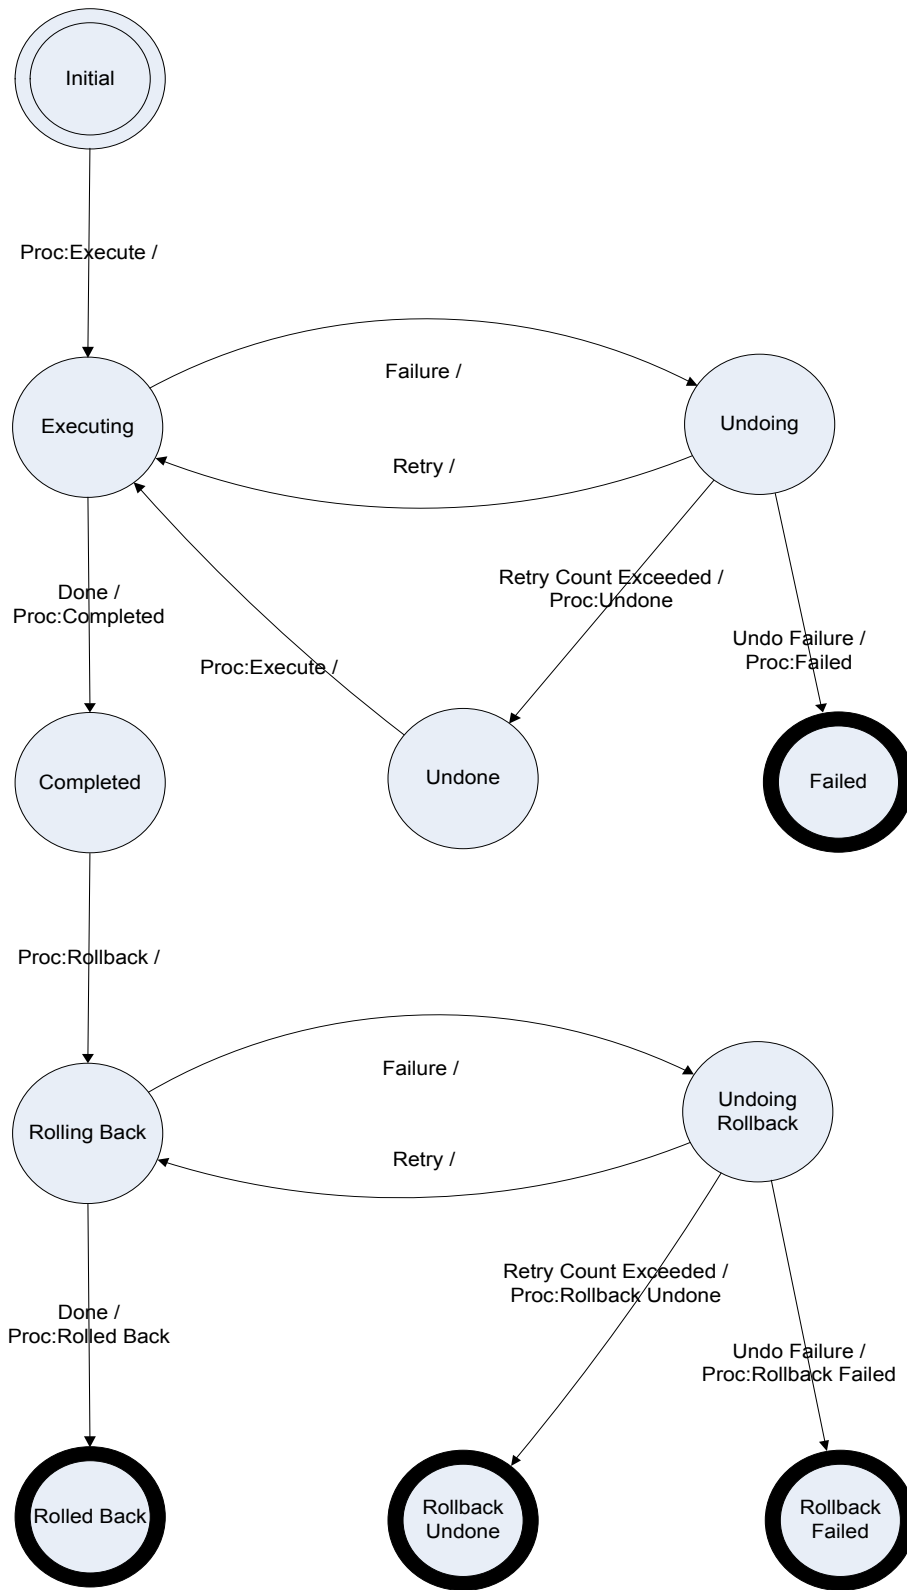 Initial
Proc:Execute /
Failure /
Executing
Undoing
Retry /
Done /
Proc:Completed
Retry Count Exceeded /
Proc:Undone
Undo Failure /
Proc:Failed
Proc:Execute /
Completed
Undone
Failed
Proc:Rollback /
Failure /
Rolling Back
Undoing
Rollback
Retry /
Done /
Proc:Rolled Back
Retry Count Exceeded /
Proc:Rollback Undone
Undo Failure /
Proc:Rollback Failed
Rolled Back
Rollback
Undone
Rollback
Failed